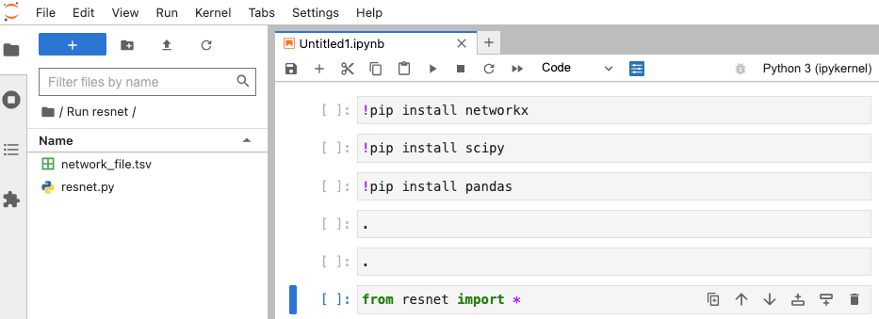 File Edit View Run Kernel Tabs Settings Help
Filter files by name
/ Run resnet /
Name
network_file.tsv
resnet.py
Untitled1.ipynb
Code
Python 3 (ipykernel)
[ ]: !pip install networkx
[ ]: !pip install scipy
[ ]: !pip install pandas
[ ]: .
[ ]: .
[ ]: from resnet import *